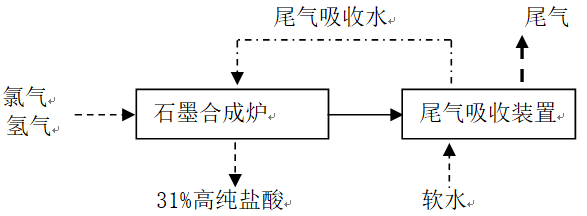 尾气吸收水
尾气
氯气
氢气
石墨合成炉
尾气吸收装置
31%高纯盐酸
软水